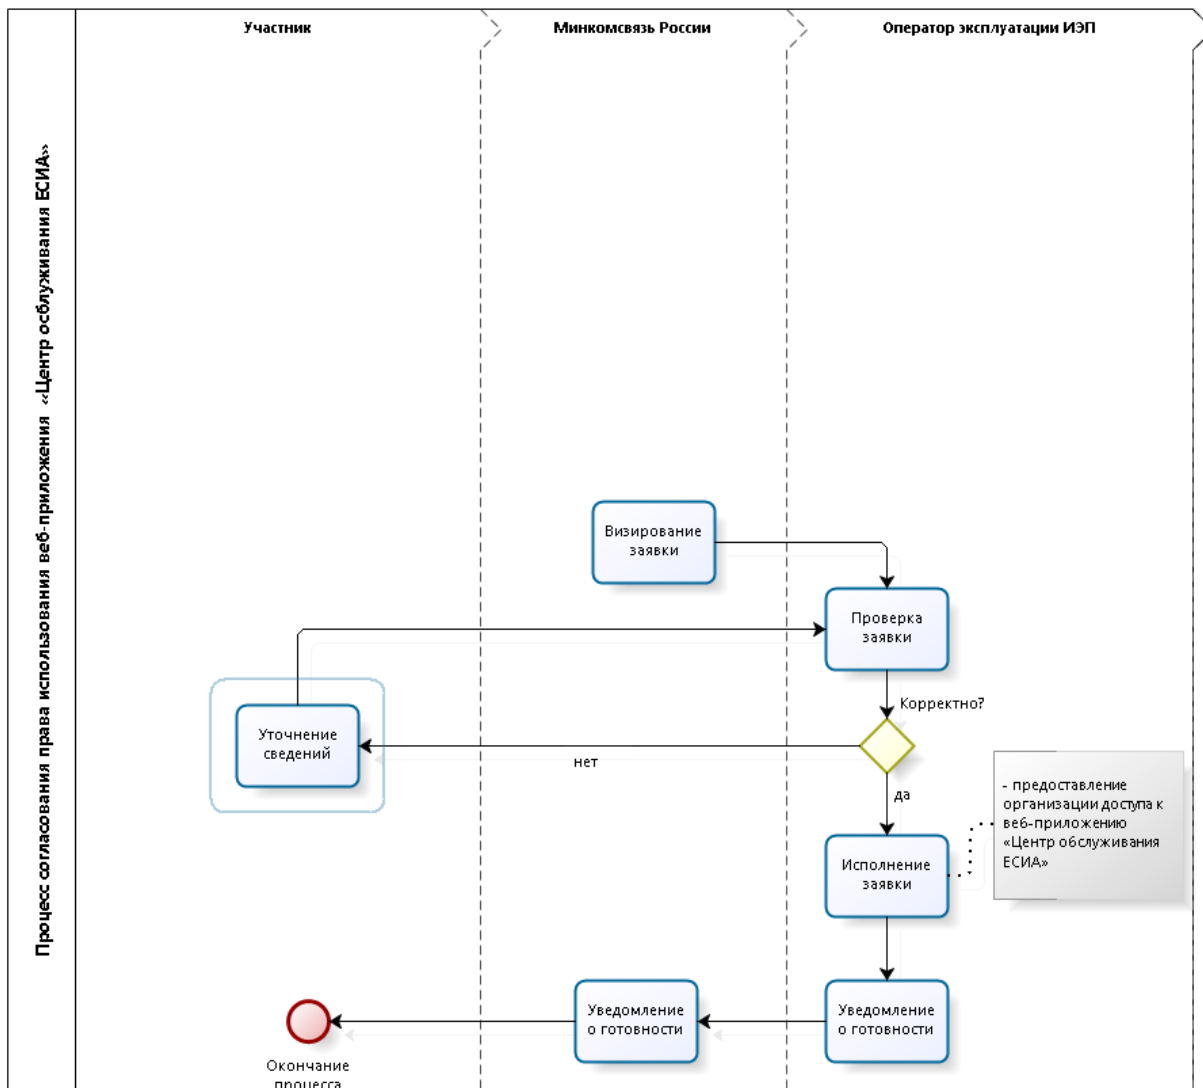 Участник
Минкомсвязь России
Оператор эксплуатации ИЭП
Процесс согласования права использования веб-приложения «Центр осблуживания ЕСИА»
Визирование
заявки
Проверка
заявки
Корректно?
Уточнение
сведений
нет
да
- предоставление
организации доступа к
веб-приложению
«Центр обслуживания
ЕСИА»
Исполнение
заявки
Уведомление
о готовности
Уведомление
о готовности
Окончание
процесса